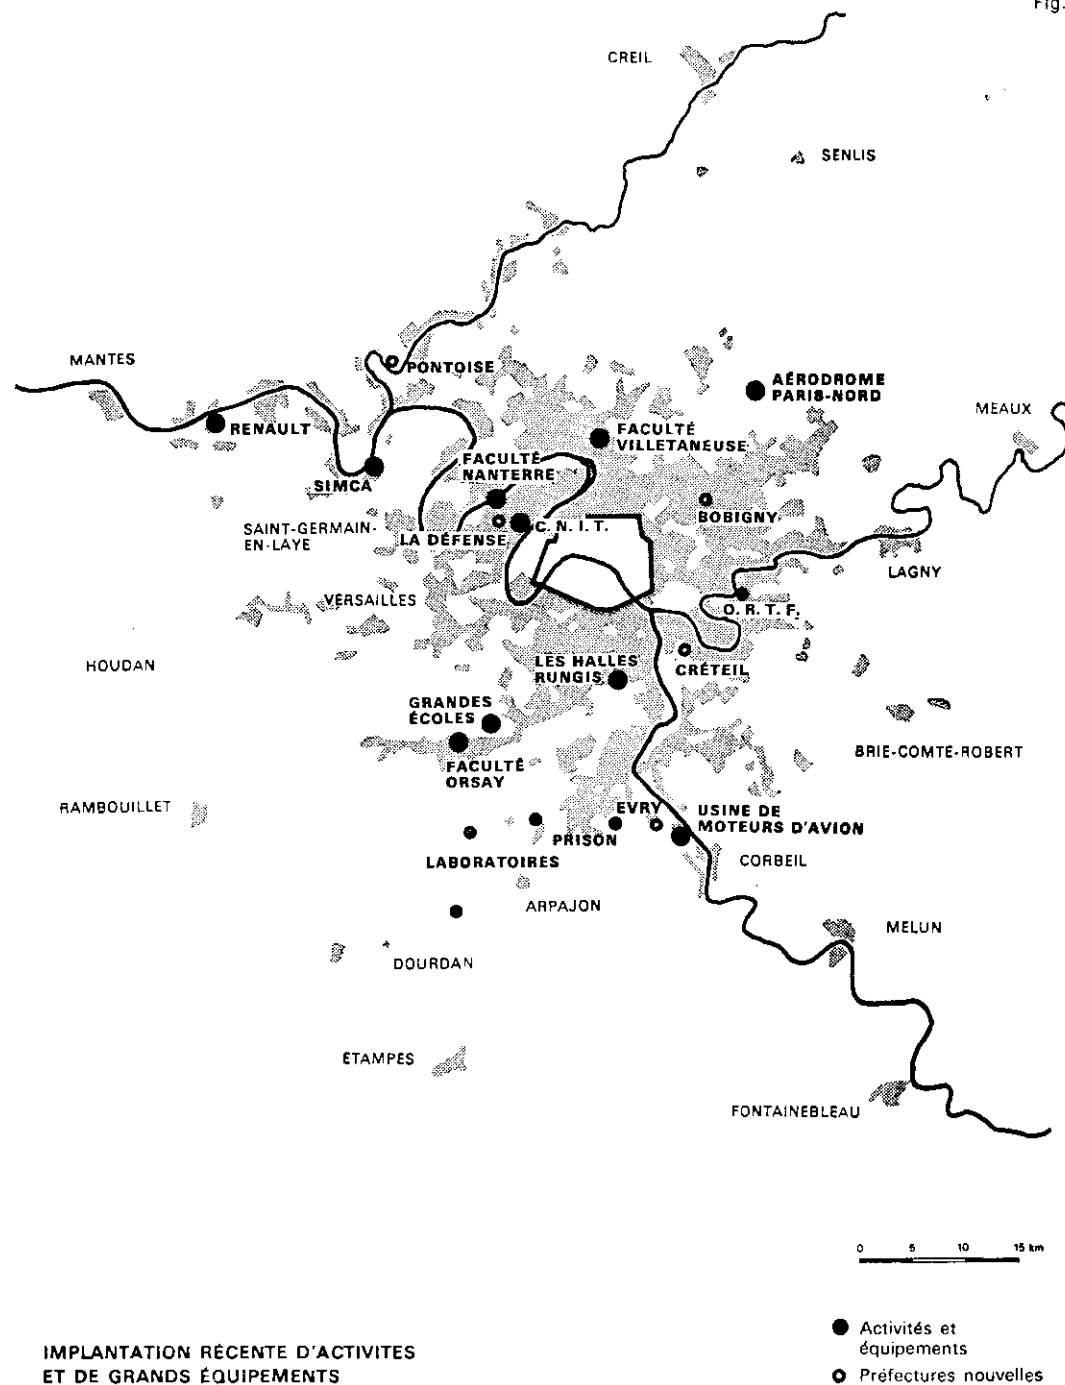 Fig.
CREIL
SENLIS
MANTES
PONTOISE
AÉRODROME
PARIS-NORD
MEAUX
RENAULT
FACULTÉ
VILLETANEUSE
FACULTÉ
NANTERRE
SIMCA
SAINT-GERMAIN-
EN-LAYE
LA DÉFENSE
C.N.I.T.
BOBIGNY
LAGNY
VERSAILLES
O.R.T.F.
HOUDAN
LES HALLES
RUNGIS
CRÉTEIL
GRANDES
ÉCOLES
FACULTÉ
ORSAY
BRIE-COMTE-ROBERT
RAMBOUILLET
EVRY
USINE DE
MOTEURS D'AVION
PRISON
LABORATOIRES
CORBEIL
ARPAJON
MELUN
DOURDAN
ÉTAMPES
FONTAINEBLEAU
0 5 10 15 km
IMPLANTATION RÉCENTE D'ACTIVITES
ET DE GRANDS ÉQUIPEMENTS
Activités et
équipements
Préfectures nouvelles